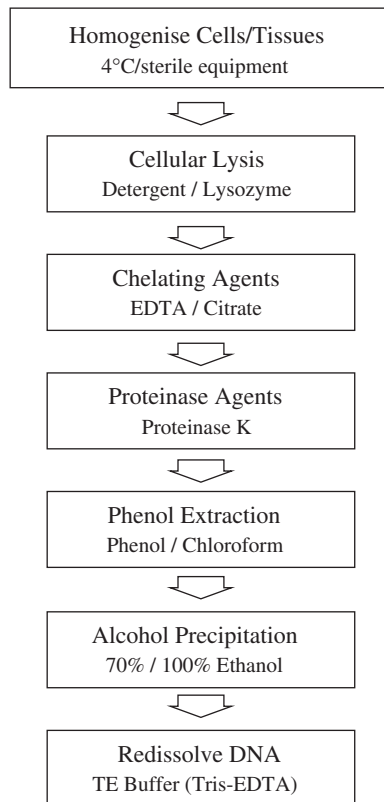 Homogenise Cells/Tissues
4°C/sterile equipment
Cellular Lysis
Detergent / Lysozyme
Chelating Agents
EDTA / Citrate
Proteinase Agents
Proteinase K
Phenol Extraction
Phenol / Chloroform
Alcohol Precipitation
70% / 100% Ethanol
Redissolve DNA
TE Buffer (Tris-EDTA)